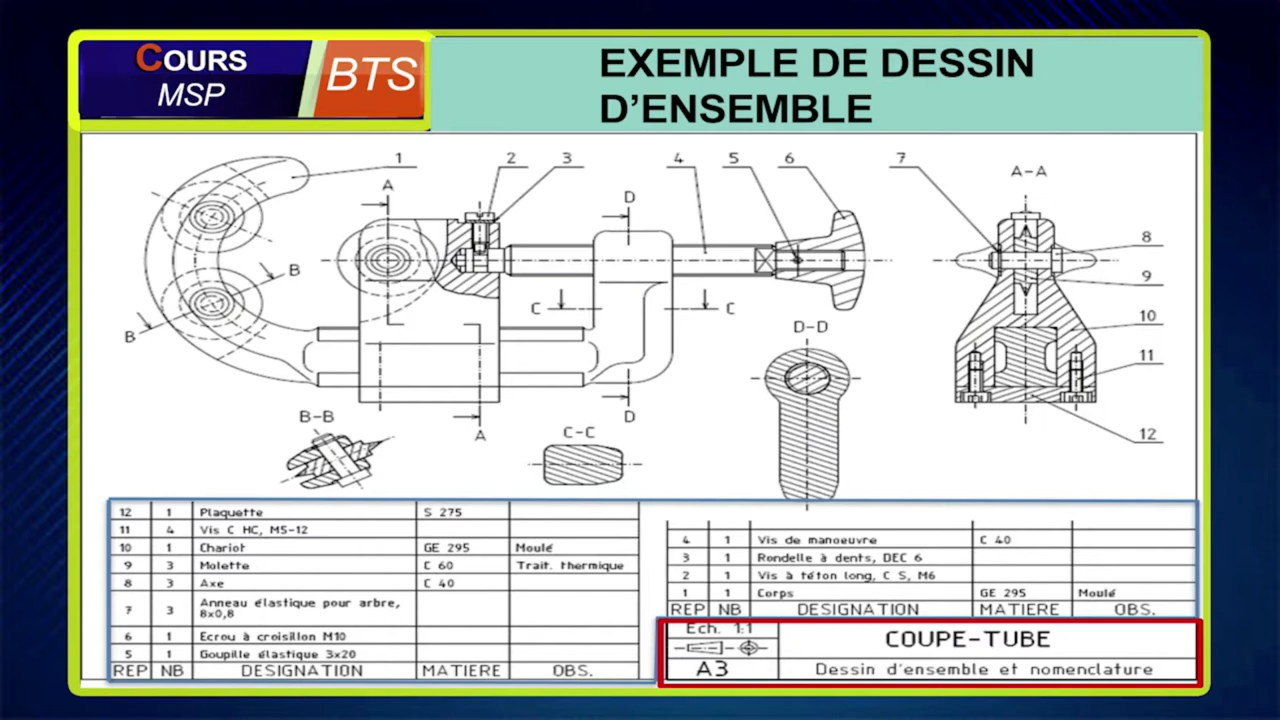 COURS
MSP
BTS
EXEMPLE DE DESSIN
D’ENSEMBLE
1
2
3
4
5
6
7
A-A
A
D
8
B
9
C
C
10
B
D-D
11
B-B
D
C-C
A
12
12 1 Plaquette S 275
11 4 Vis C HC, M5-12
10 1 Chariot GE 295 Moulé
9 3 Molette C 60 Trait. thermique
8 3 Axe C 40
7 3 Anneau élastique pour arbre,
8x0,8
6 1 Ecrou à croisillon M10
5 1 Goupille élastique 3x20
REP NB DESIGNATION MATIERE OBS.
4 1 Vis de manoeuvre C 40
3 1 Rondelle à dents, DEC 6
2 1 Vis à téton long, C S, M6
1 1 Corps GE 295 Moulé
REP NB DESIGNATION MATIERE OBS.
Ech. 1:1
COUPE-TUBE
A3
Dessin d'ensemble et nomenclature